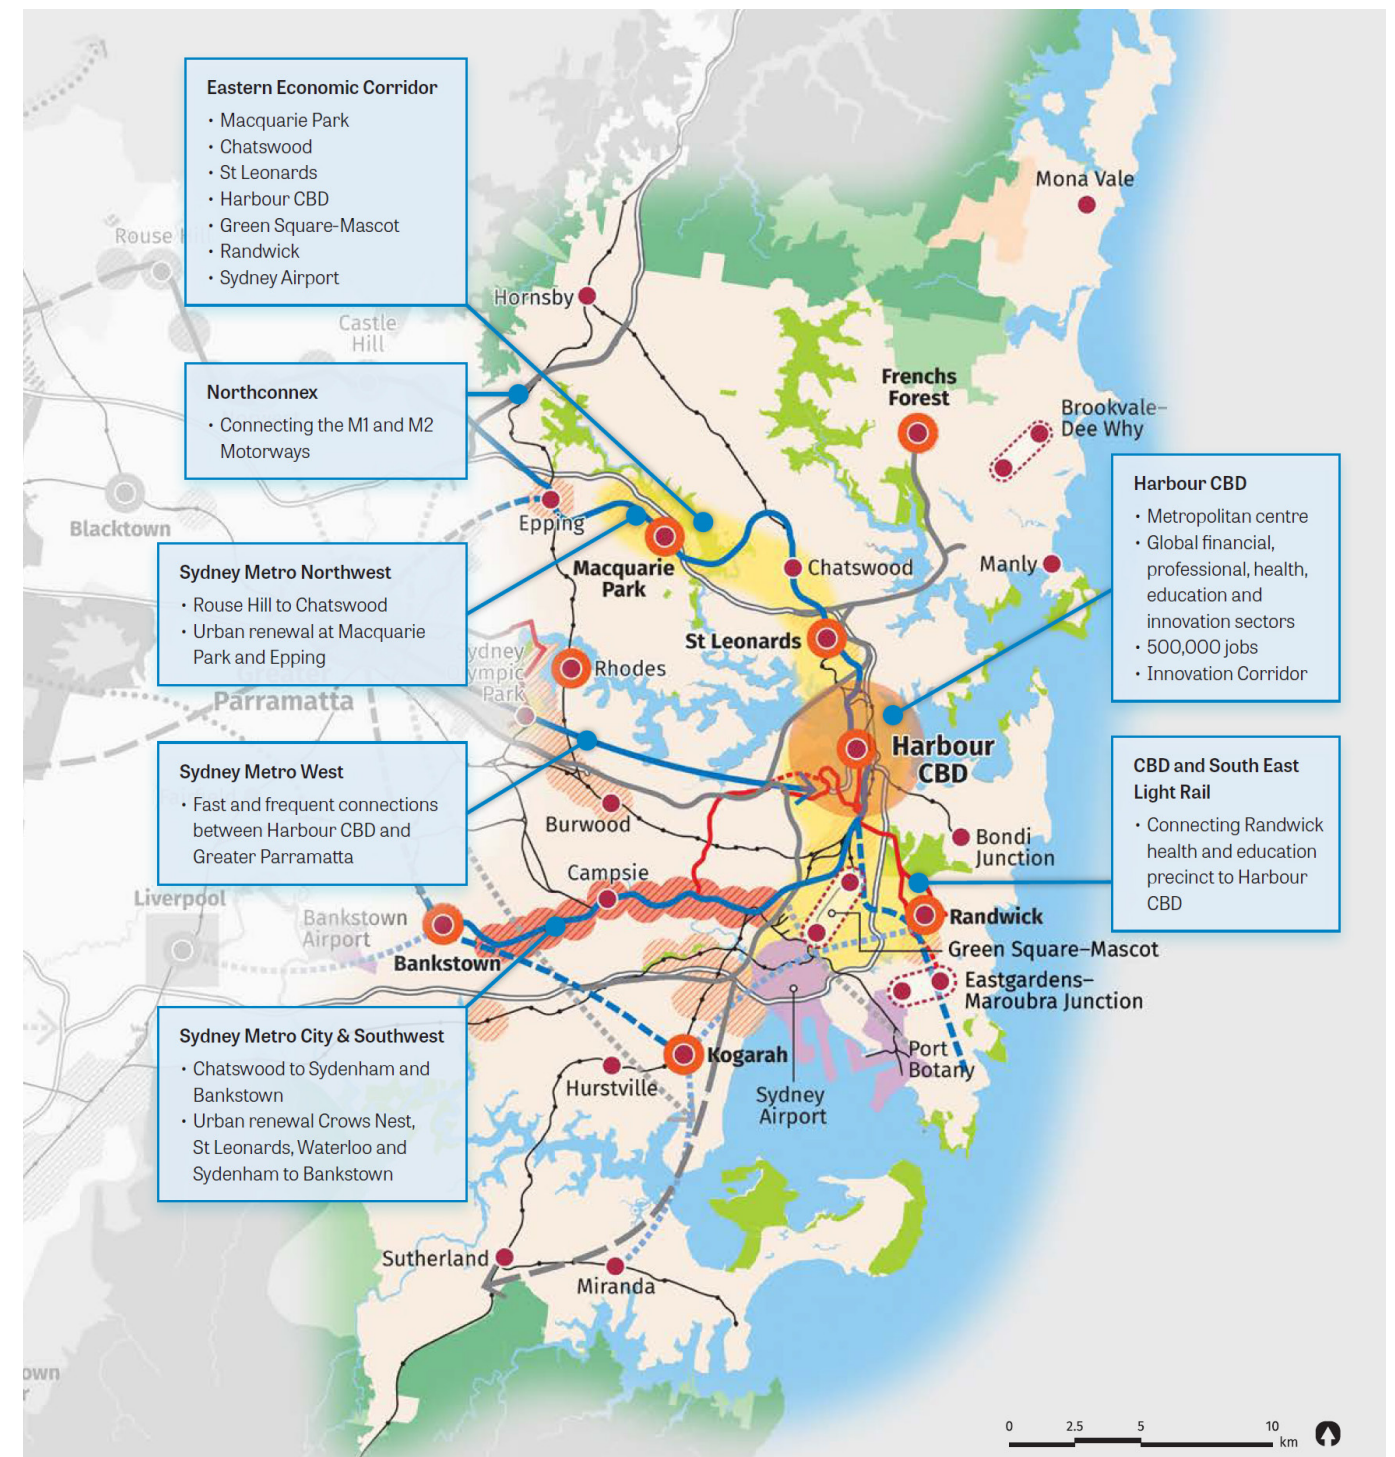 Eastern Economic Corridor
• Macquarie Park
• Chatswood
• St Leonards
• Harbour CBD
• Green Square-Mascot
• Randwick
• Sydney Airport
Mona Vale
Rouse
Hornsby
Castle
Hill
Northconnex
• Connecting the M1 and M2
Motorways
Frenchs
Forest
Brookvale–
Dee Why
Blacktown
Epping
Harbour CBD
• Metropolitan centre
• Global financial,
professional, health,
education and
innovation sectors
• 500,000 jobs
• Innovation Corridor
Sydney Metro Northwest
• Rouse Hill to Chatswood
• Urban renewal at Macquarie
Park and Epping
Macquarie
Park
Chatswood
Manly
St Leonards
Rhodes
ydney
ympic
Park
Greater
Parramatta
Harbour
CBD
Sydney Metro West
• Fast and frequent connections
between Harbour CBD and
Greater Parramatta
CBD and South East
Light Rail
• Connecting Randwick
health and education
precinct to Harbour
CBD
Burwood
Bondi
Junction
Campsie
Liverpool
Bankstown
Airport
Bankstown
Randwick
Green Square–Mascot
Eastgardens–
Maroubra Junction
Sydney Metro City & Southwest
• Chatswood to Sydenham and
Bankstown
• Urban renewal Crows Nest,
St Leonards, Waterloo and
Sydenham to Bankstown
Kogarah
Hurstville
Port
Botany
Sydney
Airport
Sutherland
Miranda
own
0 2.5 5 10
km